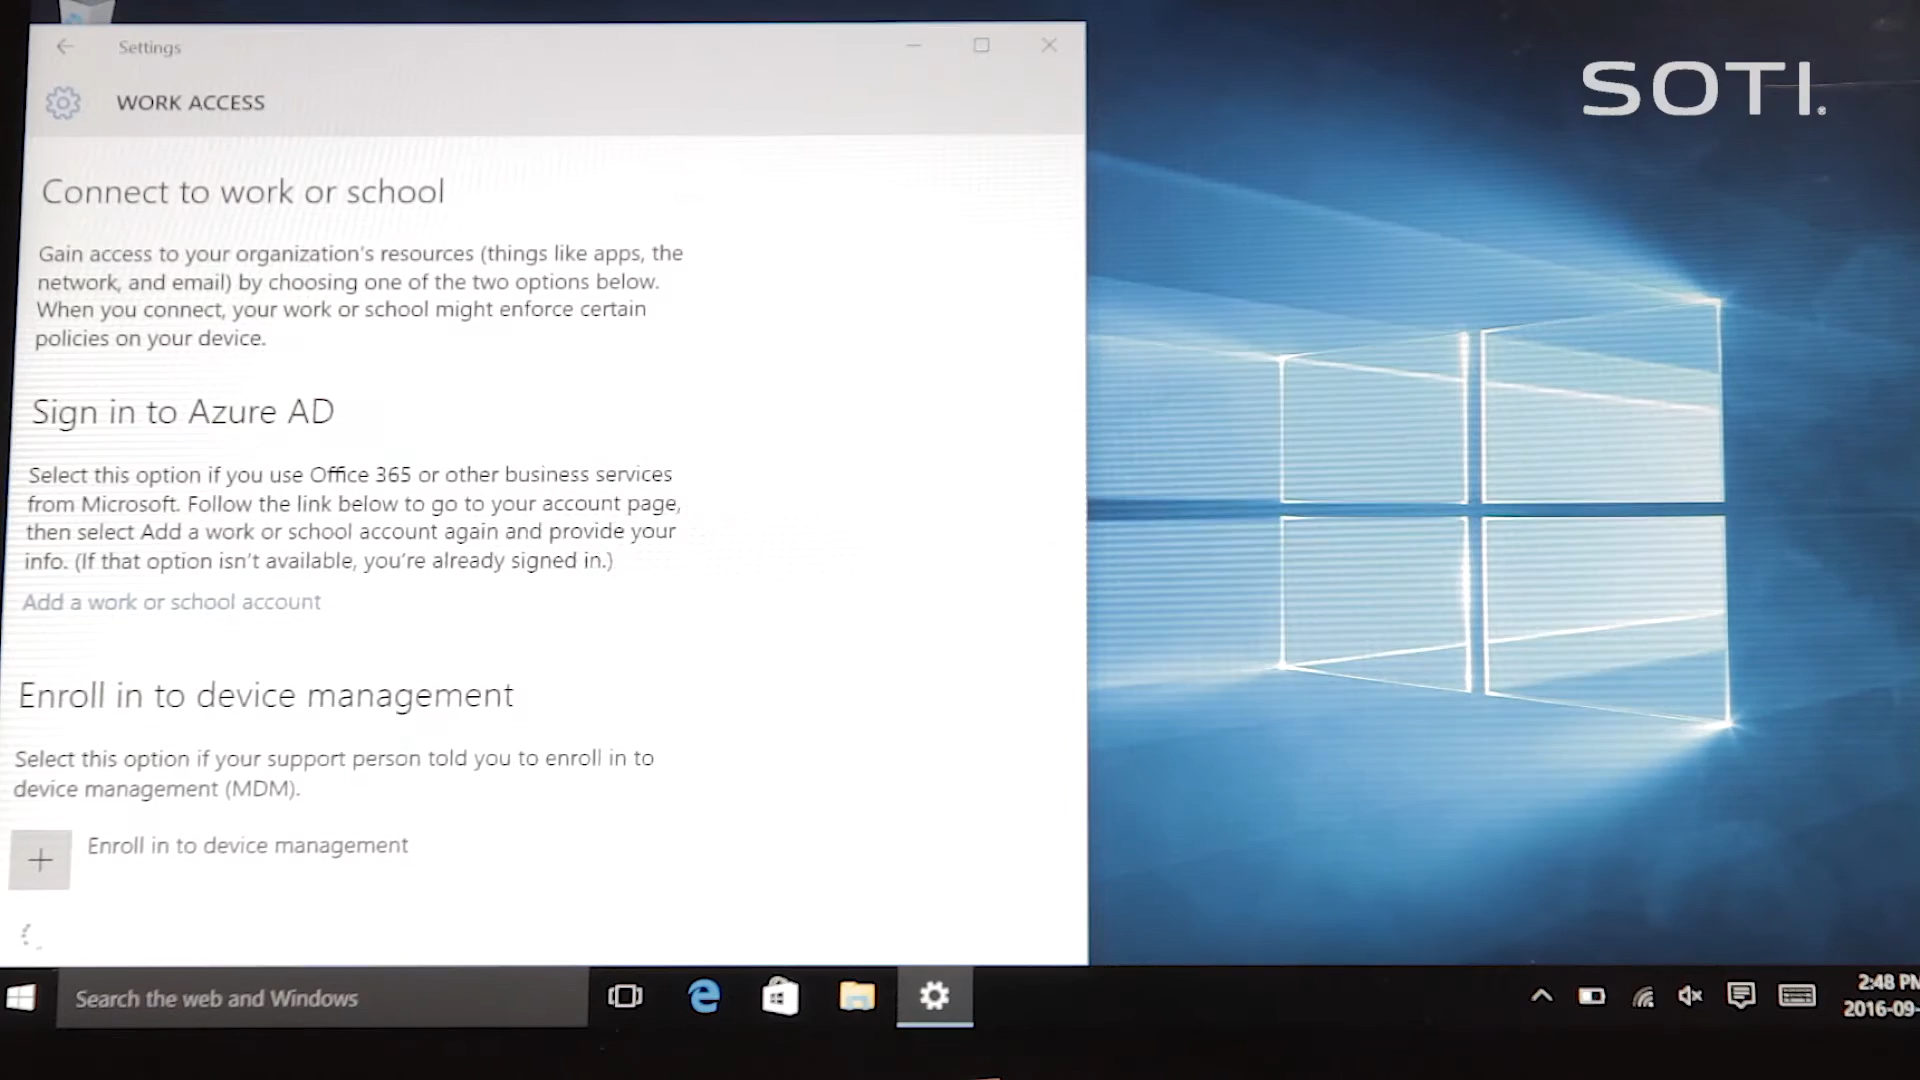 Settings
SOTI.
WORK ACCESS
Connect to work or school
Gain access to your organization's resources (things like apps, the
network, and email) by choosing one of the two options below.
When you connect, your work or school might enforce certain
policies on your device.
Sign in to Azure AD
Select this option if you use Office 365 or other business services
from Microsoft. Follow the link below to go to your account page,
then select Add a work or school account again and provide your
info. (If that option isn't available, you're already signed in.)
Add a work or school account
Enroll in to device management
Select this option if your support person told you to enroll in to
device management (MDM).
Enroll in to device management
Search the web and Windows
2:48 PM
2016-09-